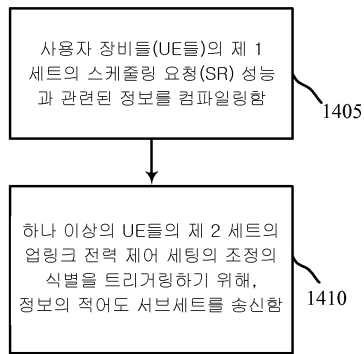 사용자 장비들(UE들)의 제 1
세트의 스케줄링 요청(SR) 성능
과 관련된 정보를 컴파일링함
1405
하나 이상의 UE들의 제 2 세트의
업링크 전력 제어 세팅의 조정의
식별을 트리거링하기 위해,
정보의 적어도 서브세트를 송신함
1410